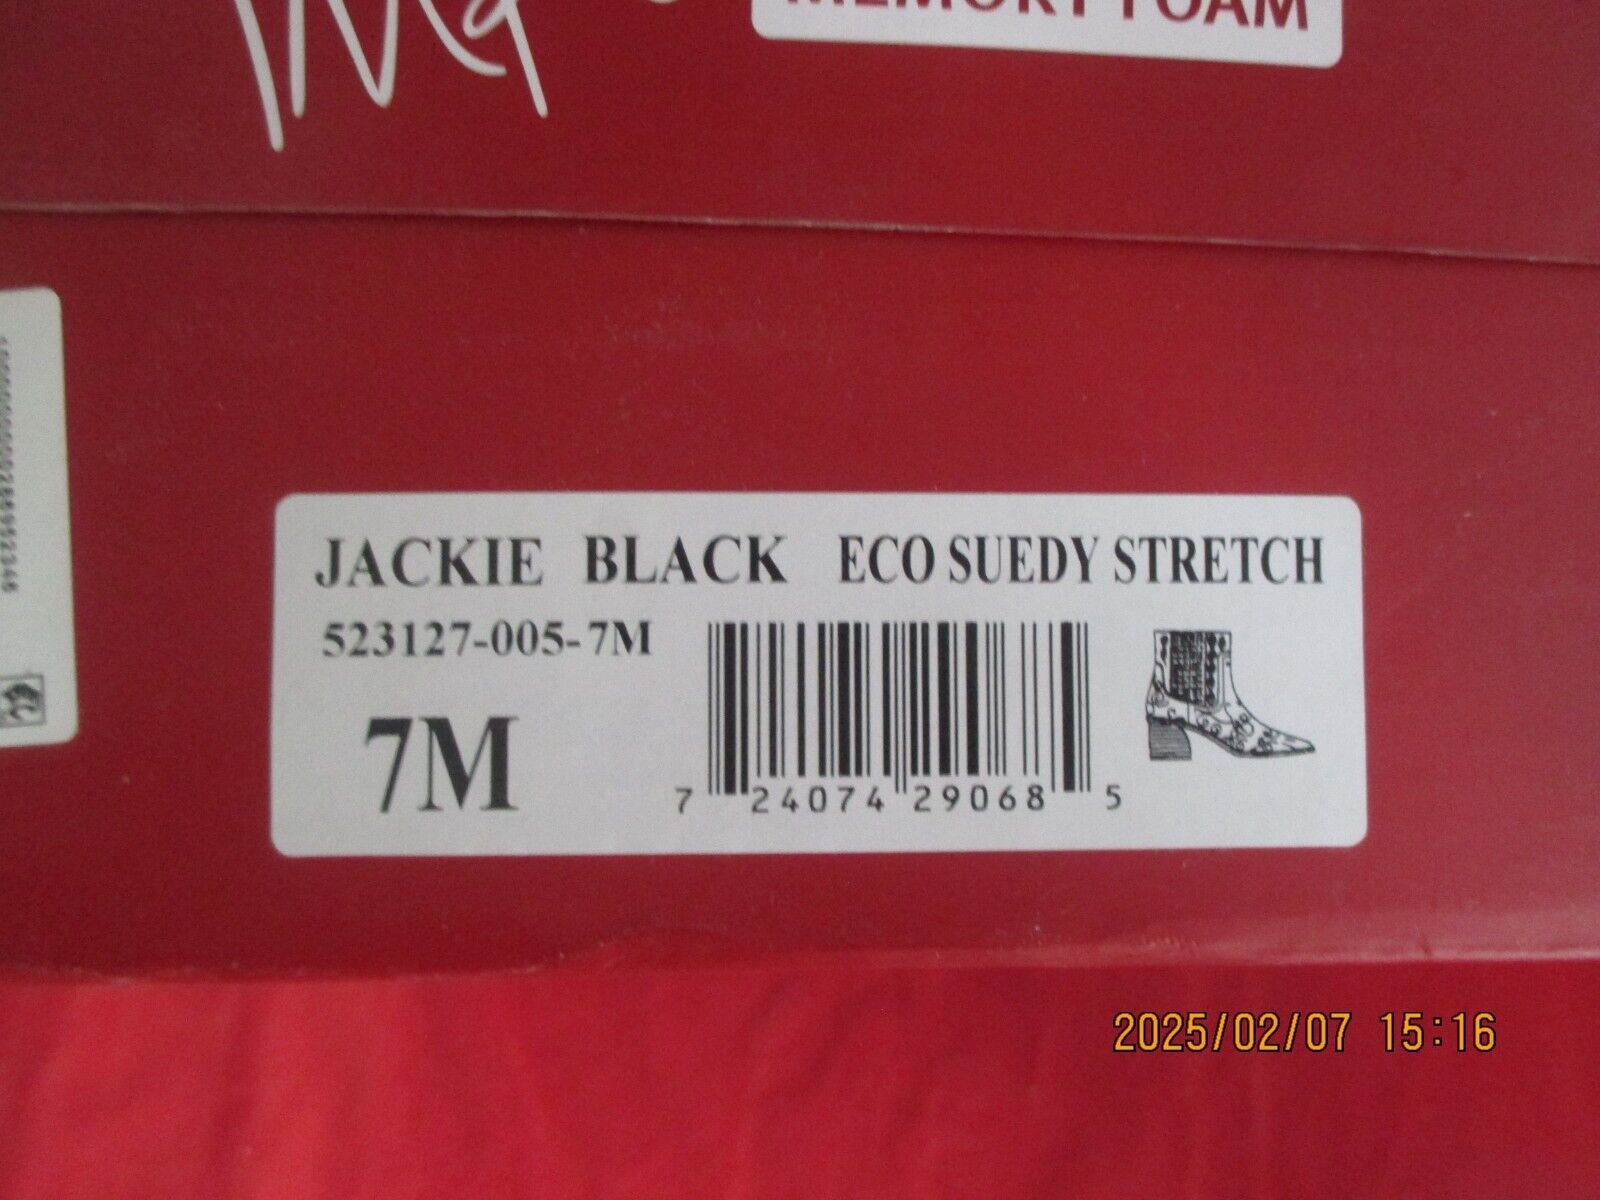 MEMORY FOAM
JACKIE BLACK ECO SUEDY STRETCH
523127-005-7M
7M
7 24074 29068 5
2025/02/07 15:16